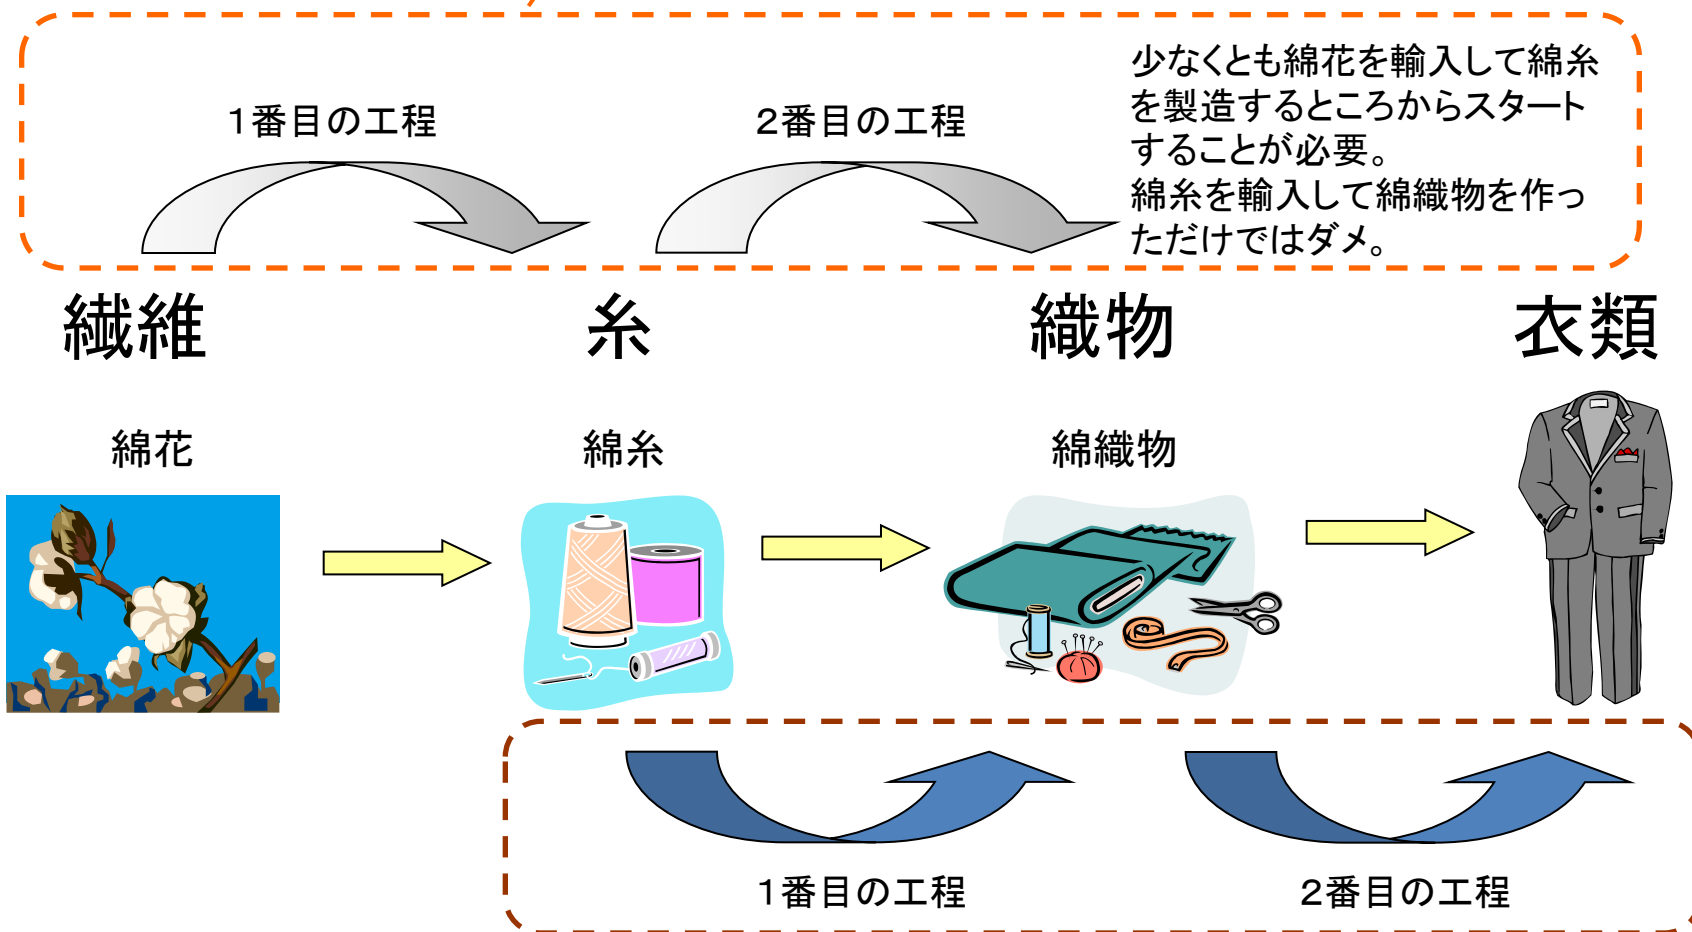 1番目の工程
2番目の工程
少なくとも綿花を輸入して綿糸
を製造するところからスタート
することが必要。
綿糸を輸入して綿織物を作っ
ただけではダメ。
繊維
糸
織物
衣類
綿花
綿糸
綿織物
1番目の工程
2番目の工程